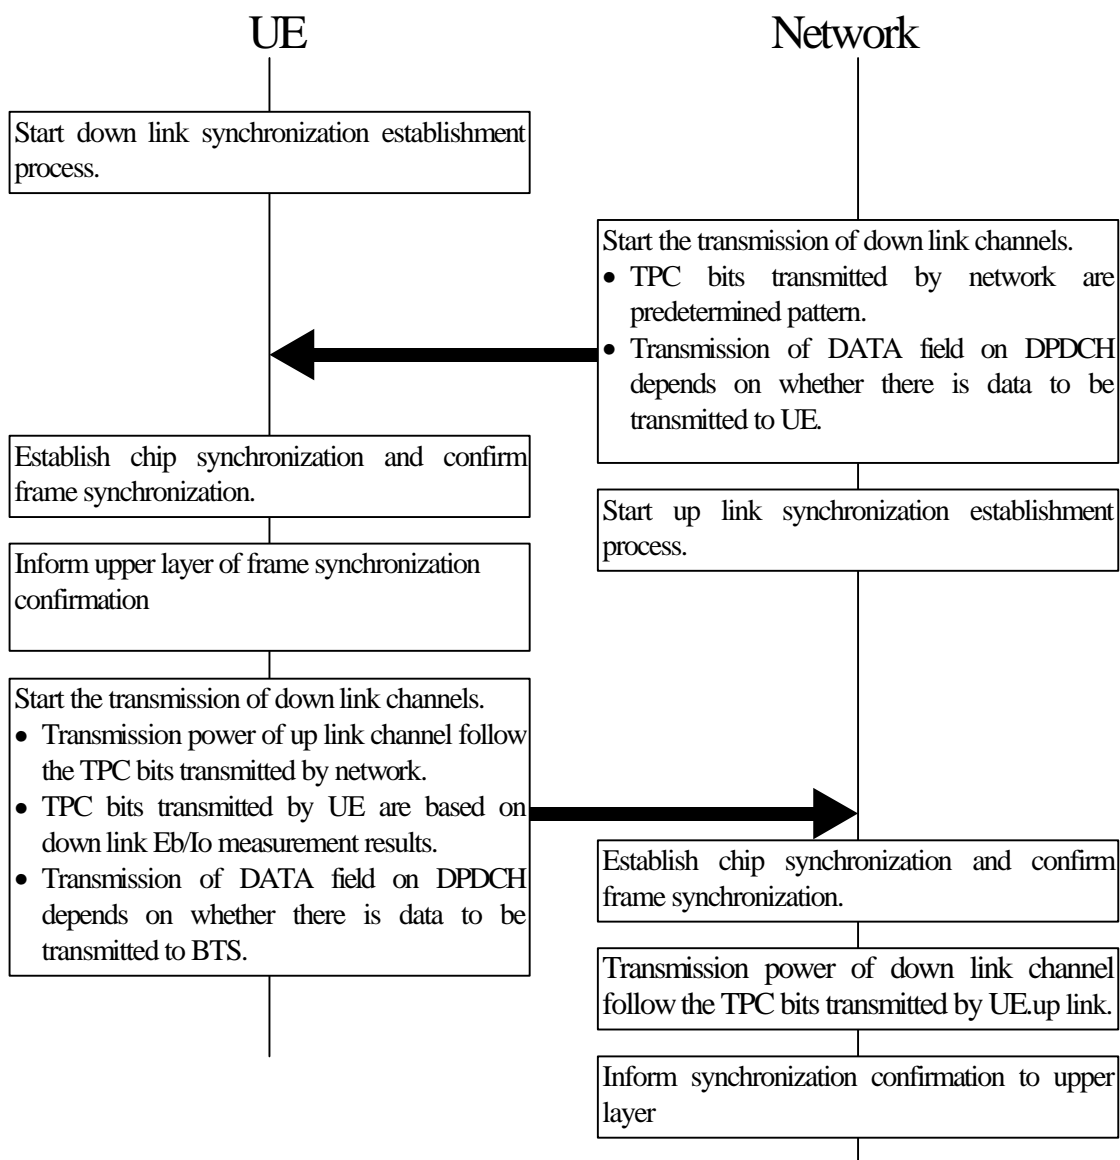 UE
Network
Start down link synchronization establishment
process.
Start the transmission of down link channels.
• TPC bits transmitted by network are
predetermined pattern.
• Transmission of DATA field on DPDCH
depends on whether there is data to be
transmitted to UE.
Establish chip synchronization and confirm
frame synchronization.
Start up link synchronization establishment
process.
Inform upper layer of frame synchronization
confirmation
Start the transmission of down link channels.
• Transmission power of up link channel follow
the TPC bits transmitted by network.
• TPC bits transmitted by UE are based on
down link Eb/Io measurement results.
• Transmission of DATA field on DPDCH
depends on whether there is data to be
transmitted to BTS.
Establish chip synchronization and confirm
frame synchronization.
Transmission power of down link channel
follow the TPC bits transmitted by UE.up link.
Inform synchronization confirmation to upper
layer